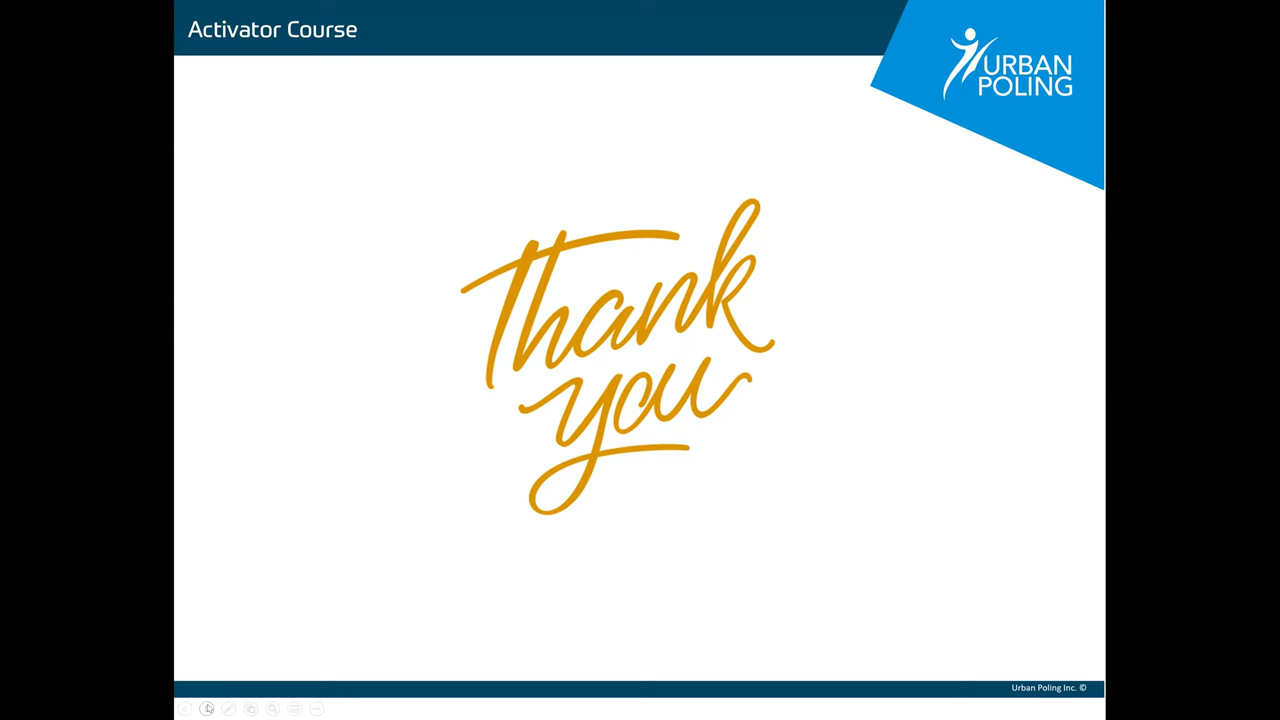 Activator Course
URBAN
POLING
Thank
you
Urban Poling Inc. ©